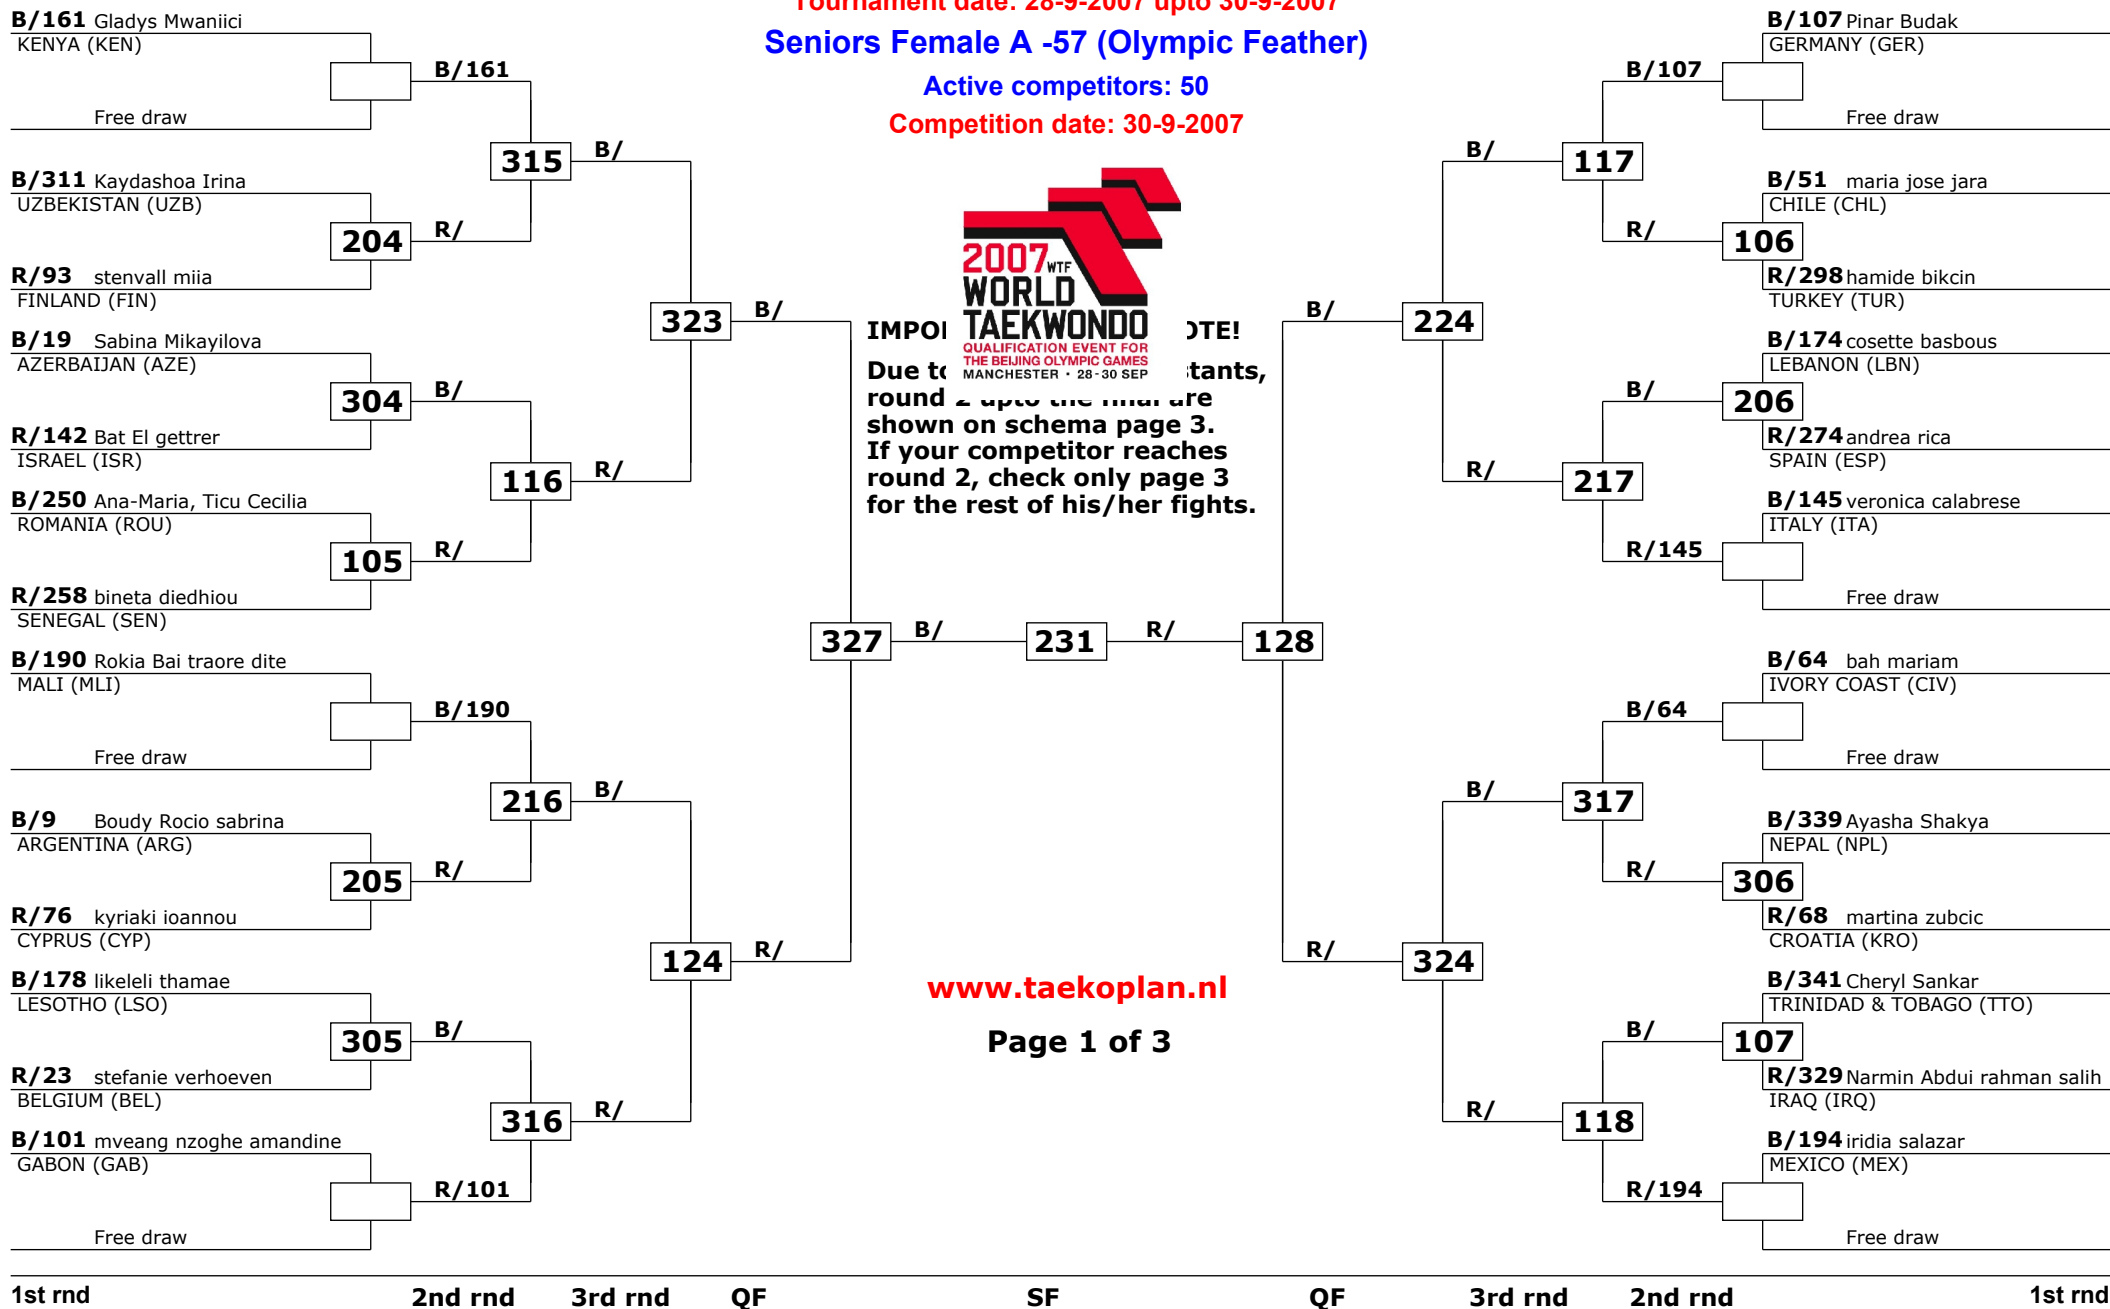 Tournament date: 28-9-2007 upto 30-9-2007
Seniors Female A -57 (Olympic Feather)
Active competitors: 50
Competition date: 30-9-2007
B/161 Gladys Mwaniici
KENYA (KEN)
Free draw
B/161
315
B/311 Kaydashoa Irina
UZBEKISTAN (UZB)
204
R/
R/93 stenvall miia
FINLAND (FIN)
B/
323
B/
B/19 Sabina Mikayilova
AZERBAIJAN (AZE)
304
B/
R/142 Bat El gettrer
ISRAEL (ISR)
116
R/
B/250 Ana-Maria, Ticu Cecilia
ROMANIA (ROU)
105
R/
R/258 bineta diedhiou
SENEGAL (SEN)
327
B/
B/190 Rokia Bai traore dite
MALI (MLI)
Free draw
B/190
216
B/
B/9 Boudy Rocio sabrina
ARGENTINA (ARG)
205
R/
R/76 kyriaki ioannou
CYPRUS (CYP)
124
R/
B/178 likeleli thamae
LESOTHO (LSO)
305
B/
R/23 stefanie verhoeven
BELGIUM (BEL)
316
R/
B/101 mveang nzoghe amandine
GABON (GAB)
R/101
Free draw
2007 WTF
WORLD
TAEKWONDO
QUALIFICATION EVENT FOR
THE BEIJING OLYMPIC GAMES
MANCHESTER · 28-30 SEP
Due
round 2 upto the final are
shown on schema page 3.
If your competitor reaches
round 2, check only page 3
for the rest of his/her fights.
231
R/
128
www.taekoplan.nl
Page 1 of 3
B/107 Pinar Budak
GERMANY (GER)
B/107
Free draw
B/
117
B/51 maria jose jara
CHILE (CHL)
R/
106
R/298 hamide bikcin
TURKEY (TUR)
B/
224
B/174 cosette basbous
LEBANON (LBN)
B/
206
R/274 andrea rica
SPAIN (ESP)
R/
217
B/145 veronica calabrese
ITALY (ITA)
R/145
Free draw
B/64 bah mariam
IVORY COAST (CIV)
B/64
Free draw
B/
317
B/339 Ayasha Shakya
NEPAL (NPL)
R/
306
R/68 martina zubcic
CROATIA (KRO)
R/
324
B/341 Cheryl Sankar
TRINIDAD & TOBAGO (TTO)
B/
107
R/329 Narmin Abdui rahman salih
IRAQ (IRQ)
R/
118
B/194 iridia salazar
MEXICO (MEX)
R/194
Free draw
1st rnd 2nd rnd 3rd rnd QF SF QF 3rd rnd 2nd rnd 1st rnd